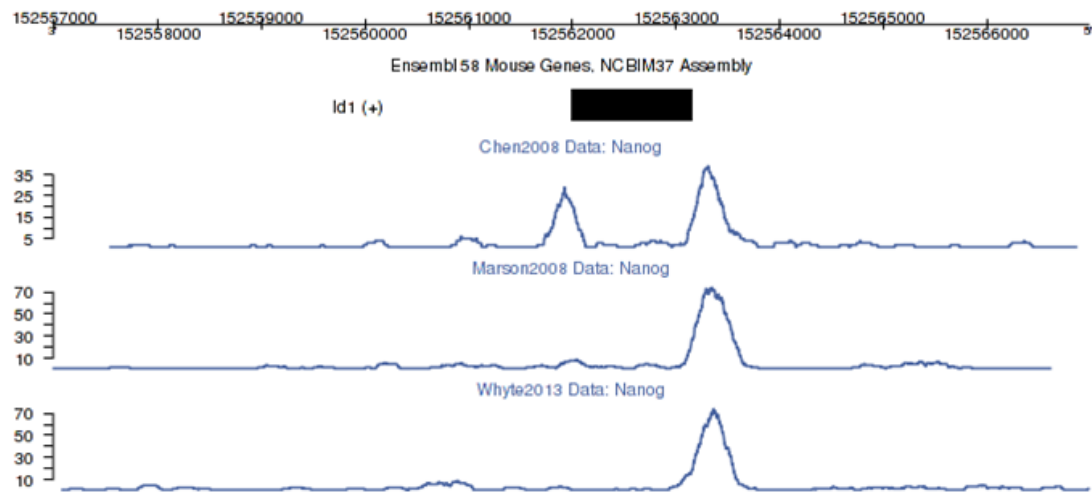 152557000 152559000 152561000 152563000 152565000
3' 152558000 152560000 152562000 152564000 152566000 5'
Ensembl 58 Mouse Genes, NCBIM37 Assembly
Id1 (+)
Chen2008 Data: Nanog
35
25
15
5
Marson2008 Data: Nanog
70
50
30
10
Whyte2013 Data: Nanog
70
50
30
10